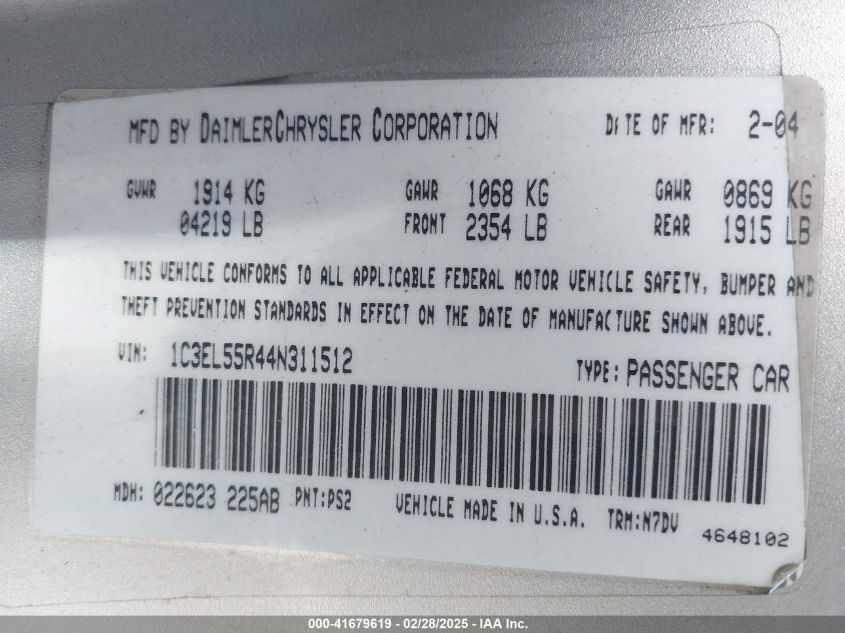 MFD BY DAIMLERCHRYSLER CORPORATION DATE OF MFR: 2-04
GVWR 1914 KG GAWR 1068 KG GAWR 0869 KG
04219 LB FRONT 2354 LB REAR 1915 LB
THIS VEHICLE CONFORMS TO ALL APPLICABLE FEDERAL MOTOR VEHICLE SAFETY, BUMPER AND
THEFT PREVENTION STANDARDS IN EFFECT ON THE DATE OF MANUFACTURE SHOWN ABOVE.
VIN: 1C3EL55R44N311512 TYPE: PASSENGER CAR
MDH: 022623 225AB PNT:PS2 VEHICLE MADE IN U.S.A. TRM:N7DV
4648102
000-41679619 - 02/28/2025 - IAA Inc.